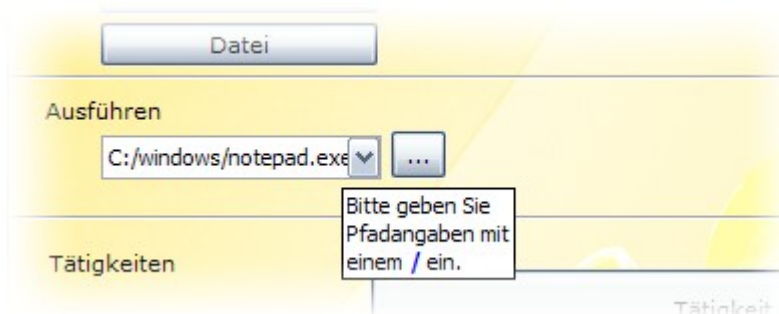 Datei
Ausführen
C:/windows/notepad.exe
...
Bitte geben Sie
Pfadangaben mit
einem / ein.
Tätigkeiten
Tätigkeit